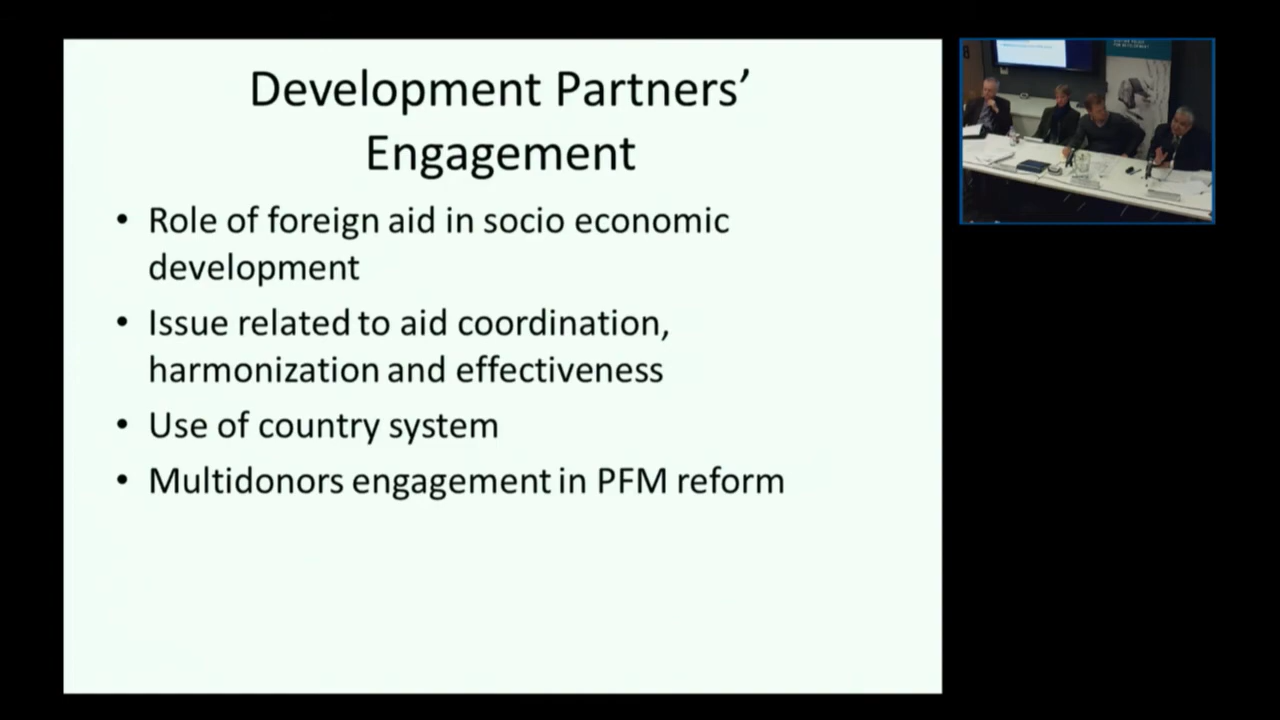 Development Partners’
Engagement
• Role of foreign aid in socio economic
development
• Issue related to aid coordination,
harmonization and effectiveness
• Use of country system
• Multidonors engagement in PFM reform